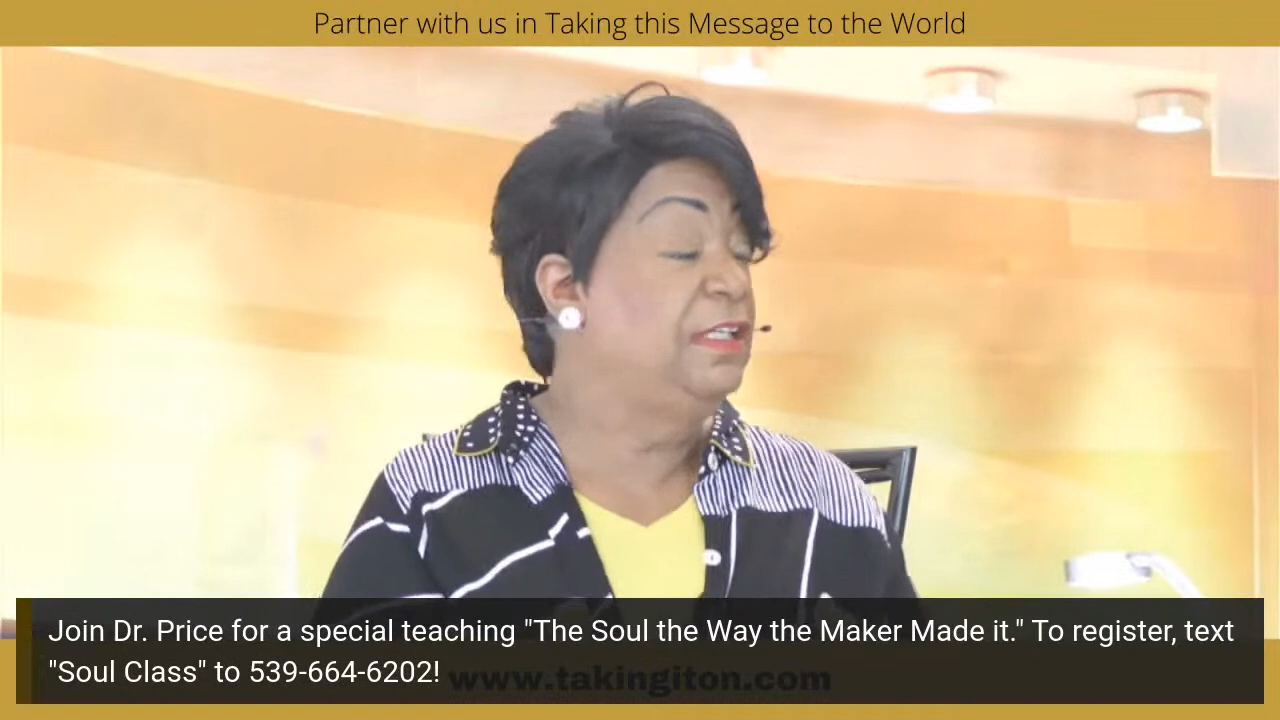 Partner with us in Taking this Message to the World
Join Dr. Price for a special teaching "The Soul the Way the Maker Made it." To register, text
"Soul Class" to 539-664-6202!
www.takingiton.com